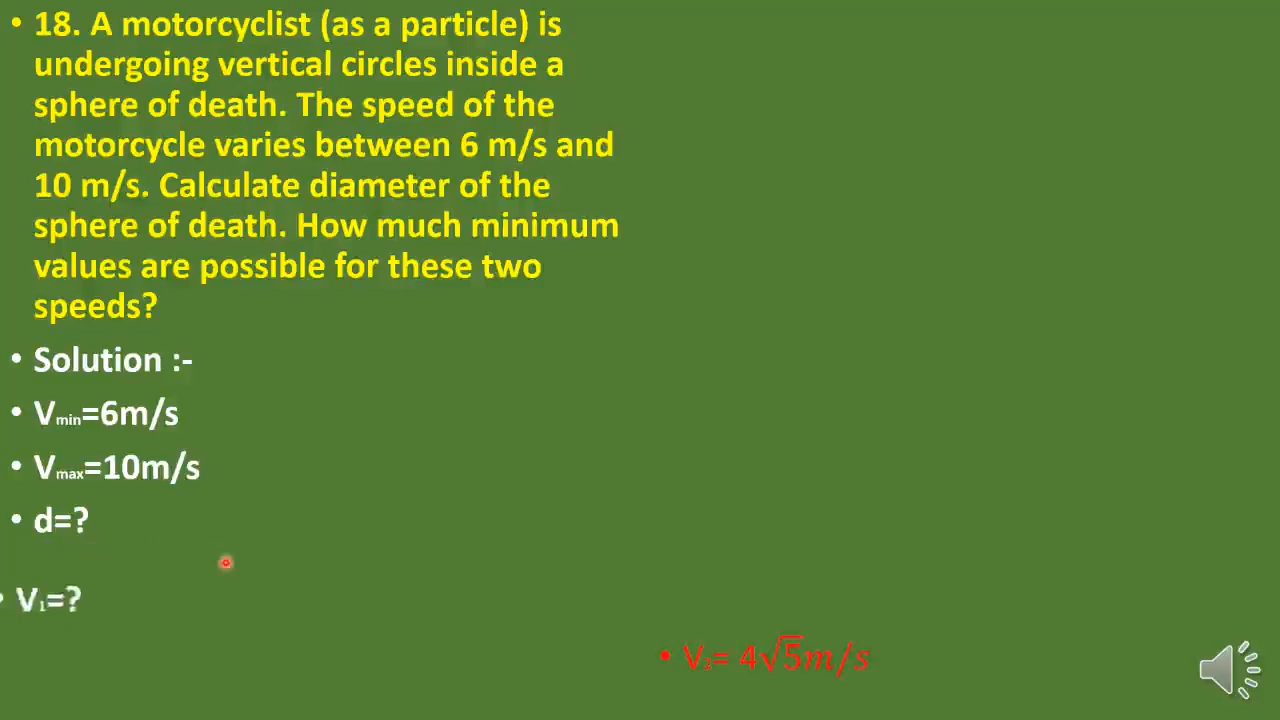 • 18. A motorcyclist (as a particle) is
undergoing vertical circles inside a
sphere of death. The speed of the
motorcycle varies between 6 m/s and
10 m/s. Calculate diameter of the
sphere of death. How much minimum
values are possible for these two
speeds?
• Solution :-
• Vmin=6m/s
• Vmax=10m/s
• d=?
• V₁=?
• V₂= 4√5m/s